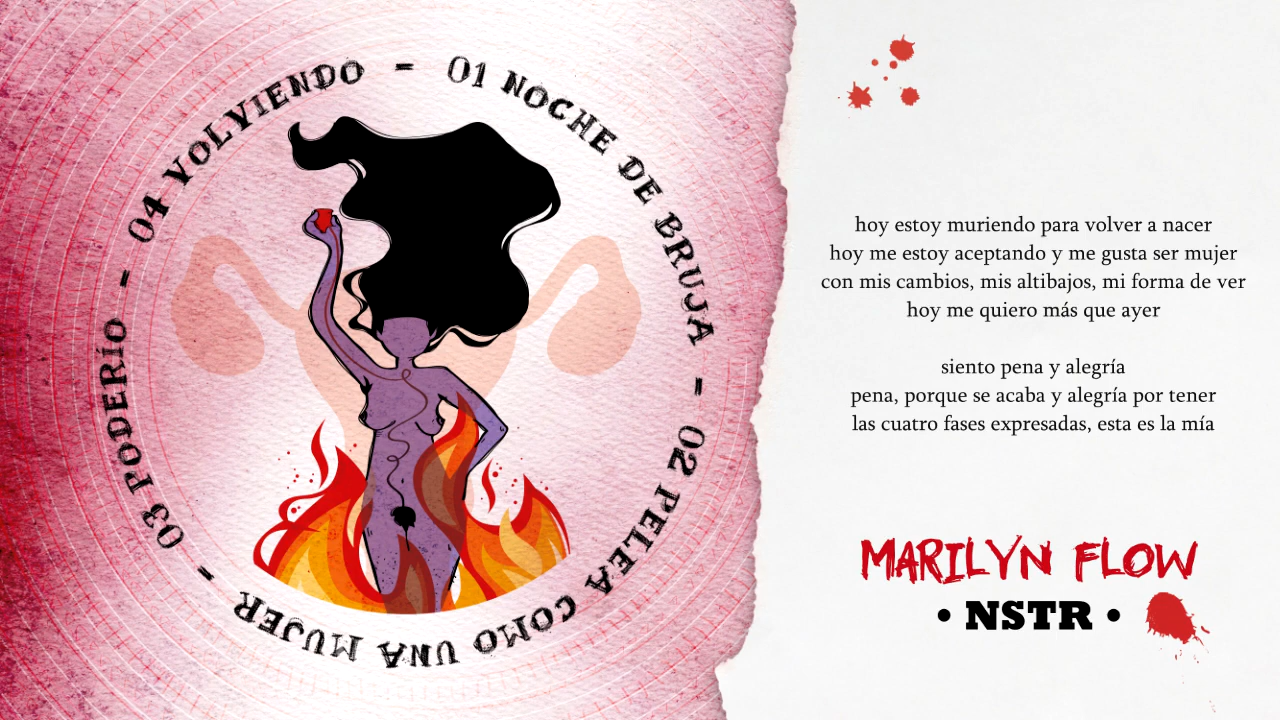 01 NOCHE DE BRUJA - 02 PELEA COMO UNA MUJER - 03 PODERÍO - 04 VOLVIENDO -
hoy estoy muriendo para volver a nacer
hoy me estoy aceptando y me gusta ser mujer
con mis cambios, mis altibajos, mi forma de ver
hoy me quiero más que ayer
siento pena y alegría
pena, porque se acaba y alegría por tener
las cuatro fases expresadas, esta es la mía
MARILYN FLOW
• NSTR •